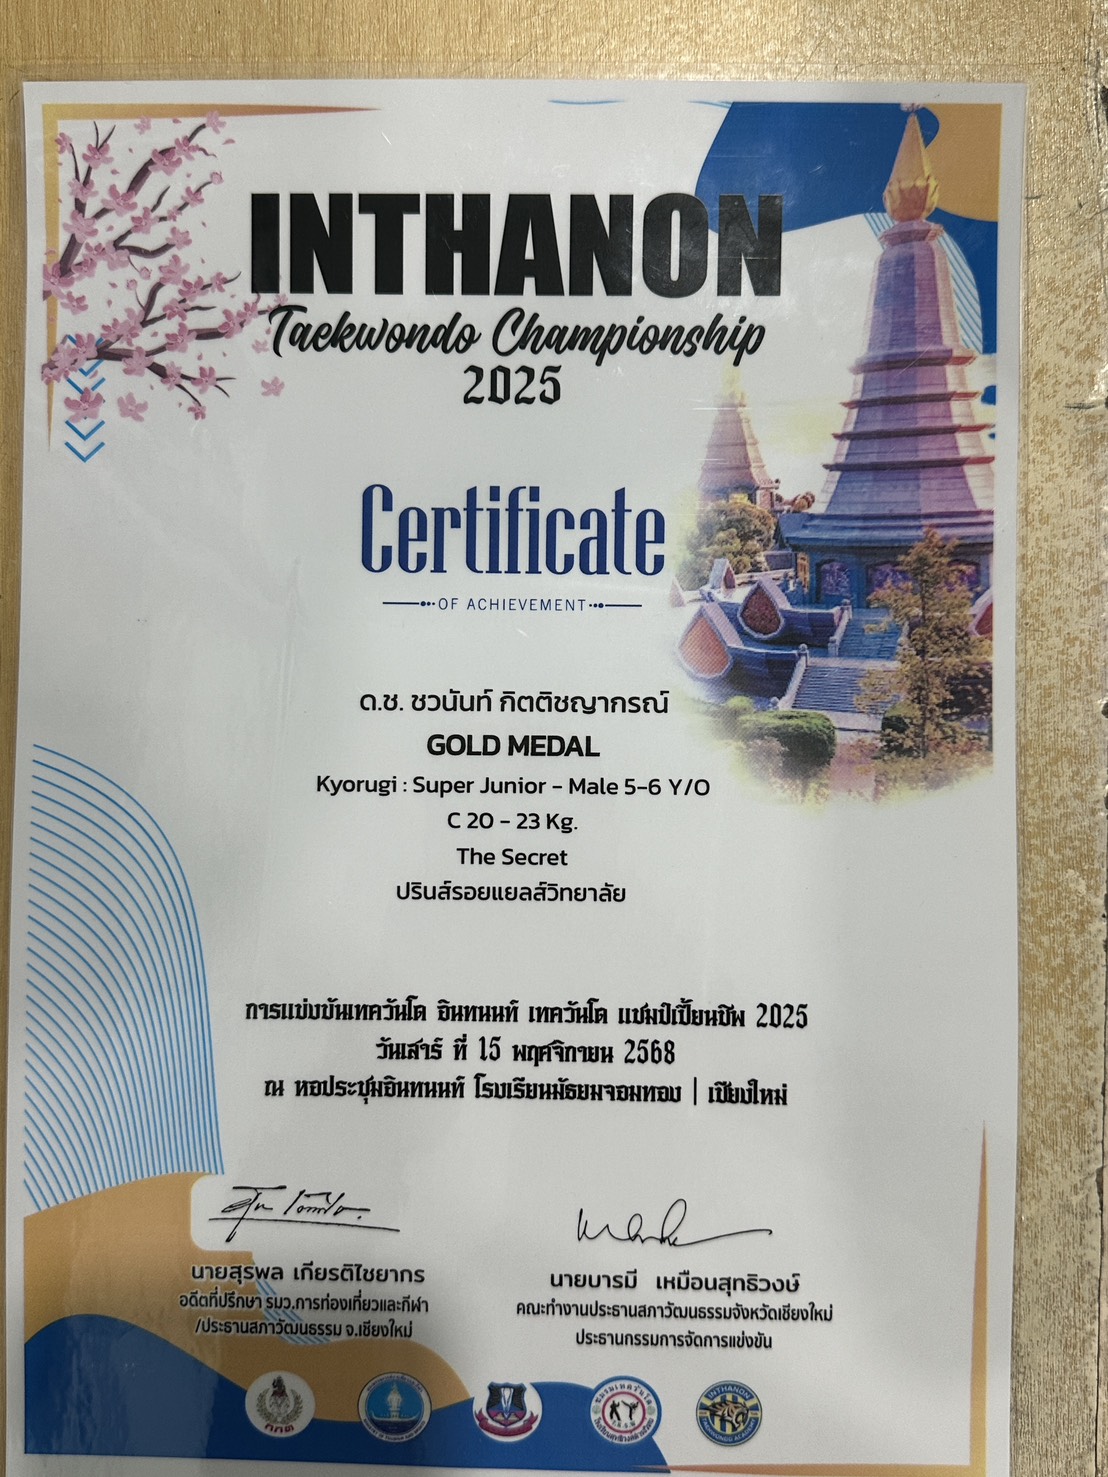 INTHANON
Taekwondo Championship
2025
Certificate
OF ACHIEVEMENT
ด.ช. ชวนันท์ กิตติชญากรณ์
GOLD MEDAL
Kyorugi : Super Junior - Male 5-6 Y/O
C 20 - 23 Kg.
The Secret
ปรินส์รอยแยลส์วิทยาลัย
การแข่งขันเทควันโด อินทนนท์ เทควันโด แชมป์เปี้ยนชิพ 2025
วันเสาร์ ที่ 15 พฤศจิกายน 2568
ณ หอประชุมอินทนนท์ โรงเรียนมัธยมจอมทอง | เชียงใหม่
นายสุรพล เกียรติไชยากร
อดีตที่ปรึกษา รมว.การท่องเที่ยวและกีฬา
/ประธานสภาวัฒนธรรม จ.เชียงใหม่
นายบารมี เหมือนสุทธิวงษ์
คณะทำงานประธานสภาวัฒนธรรมจังหวัดเชียงใหม่
ประธานกรรมการจัดการแข่งขัน
กกท
INTHANON
TAEKWONDO ACADEMY